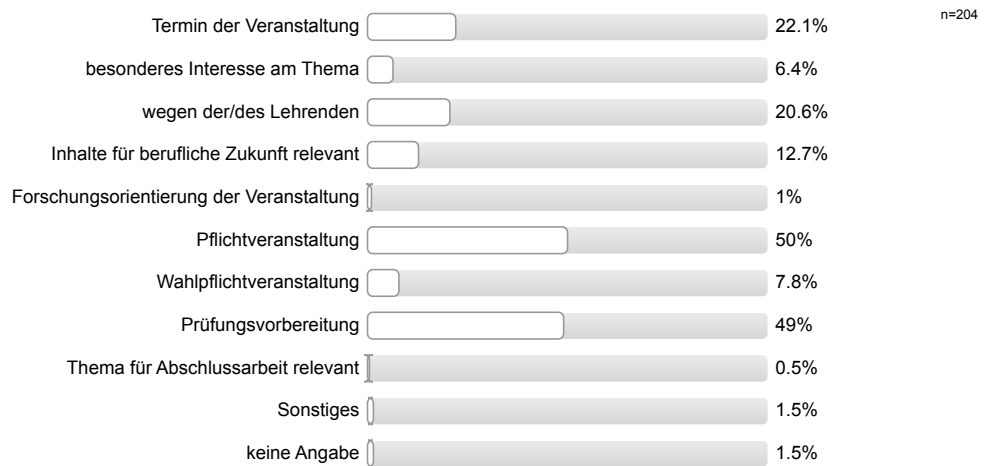 n=204
Termin der Veranstaltung 22.1%
besonderes Interesse am Thema 6.4%
wegen der/des Lehrenden 20.6%
Inhalte für berufliche Zukunft relevant 12.7%
Forschungsorientierung der Veranstaltung 1%
Pflichtveranstaltung 50%
Wahlpflichtveranstaltung 7.8%
Prüfungsvorbereitung 49%
Thema für Abschlussarbeit relevant 0.5%
Sonstiges 1.5%
keine Angabe 1.5%